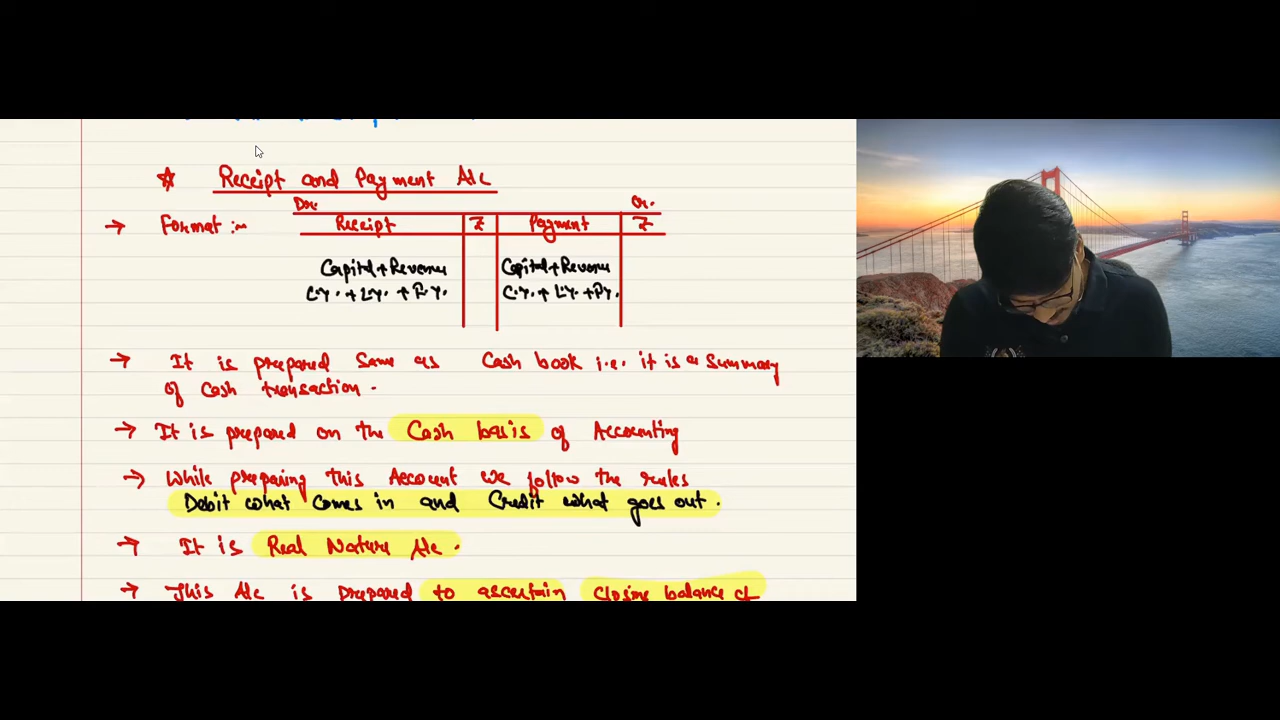 ☆ Receipt and Payment A/c
Dr. Cr.
→ Format :- Receipt ₹ Payment ₹
Capital + Revenue Capital + Revenue
C.Y. + L.Y. + P.Y. C.Y. + L.Y. + P.Y.
→ It is prepared Same as Cash book i.e. it is a Summary
of Cash transaction.
→ It is prepared on the Cash basis of Accounting
→ While preparing this Account we follow the rules
Debit what comes in and Credit what goes out.
→ It is Real Nature A/c.
→ This A/c is prepared to ascertain closing balance of